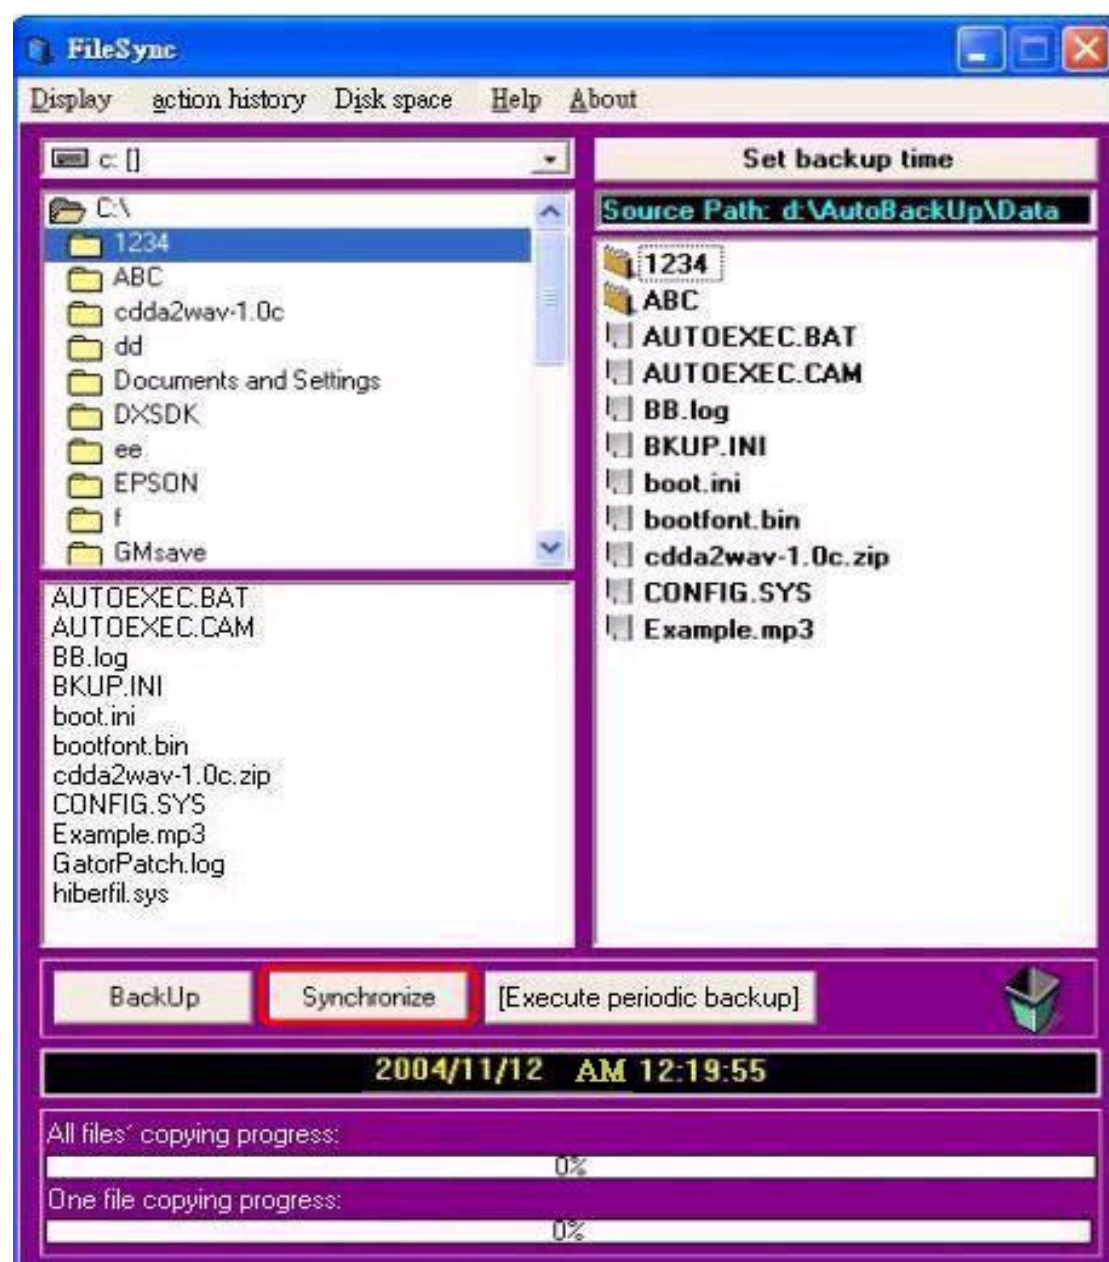 FileSync
Display action history Disk space Help About
c: []
Set backup time
C:\
1234
ABC
cdda2wav-1.0c
dd
Documents and Settings
DXSDK
ee
EPSON
f
GMsave
Source Path: d:\AutoBackUp\Data
1234
ABC
AUTOEXEC.BAT
AUTOEXEC.CAM
BB.log
BKUP.INI
boot.ini
bootfont.bin
cdda2wav-1.0c.zip
CONFIG.SYS
Example.mp3
AUTOEXEC.BAT
AUTOEXEC.CAM
BB.log
BKUP.INI
boot.ini
bootfont.bin
cdda2wav-1.0c.zip
CONFIG.SYS
Example.mp3
GatorPatch.log
hiberfil.sys
BackUp Synchronize [Execute periodic backup]
2004/11/12 AM 12:19:55
All files' copying progress:
0%
One file copying progress:
0%